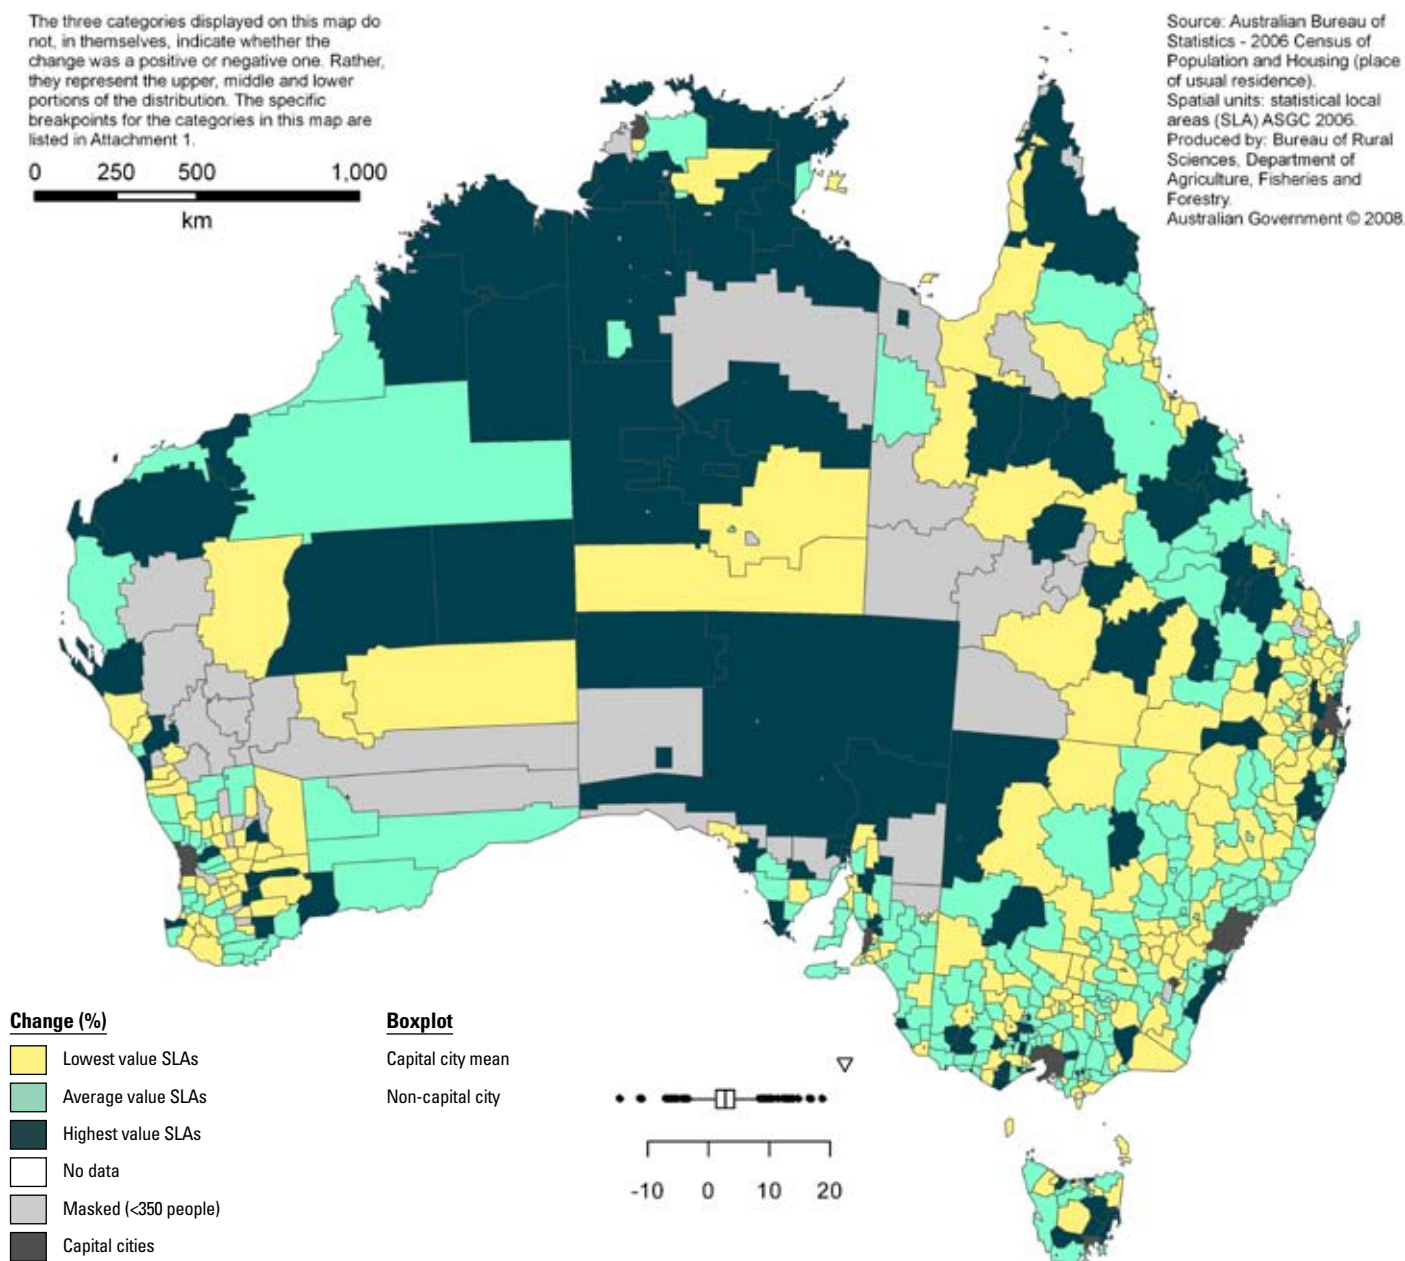 The three categories displayed on this map do
not, in themselves, indicate whether the
change was a positive or negative one. Rather,
they represent the upper, middle and lower
portions of the distribution. The specific
breakpoints for the categories in this map are
listed in Attachment 1.
0 250 500 1,000
km
Source: Australian Bureau of
Statistics - 2006 Census of
Population and Housing (place
of usual residence).
Spatial units: statistical local
areas (SLA) ASGC 2006.
Produced by: Bureau of Rural
Sciences, Department of
Agriculture, Fisheries and
Forestry.
Australian Government © 2008.
Change (%)
Lowest value SLAs
Average value SLAs
Highest value SLAs
No data
Masked (<350 people)
Capital cities
Boxplot
Capital city mean
Non-capital city
-10 0 10 20